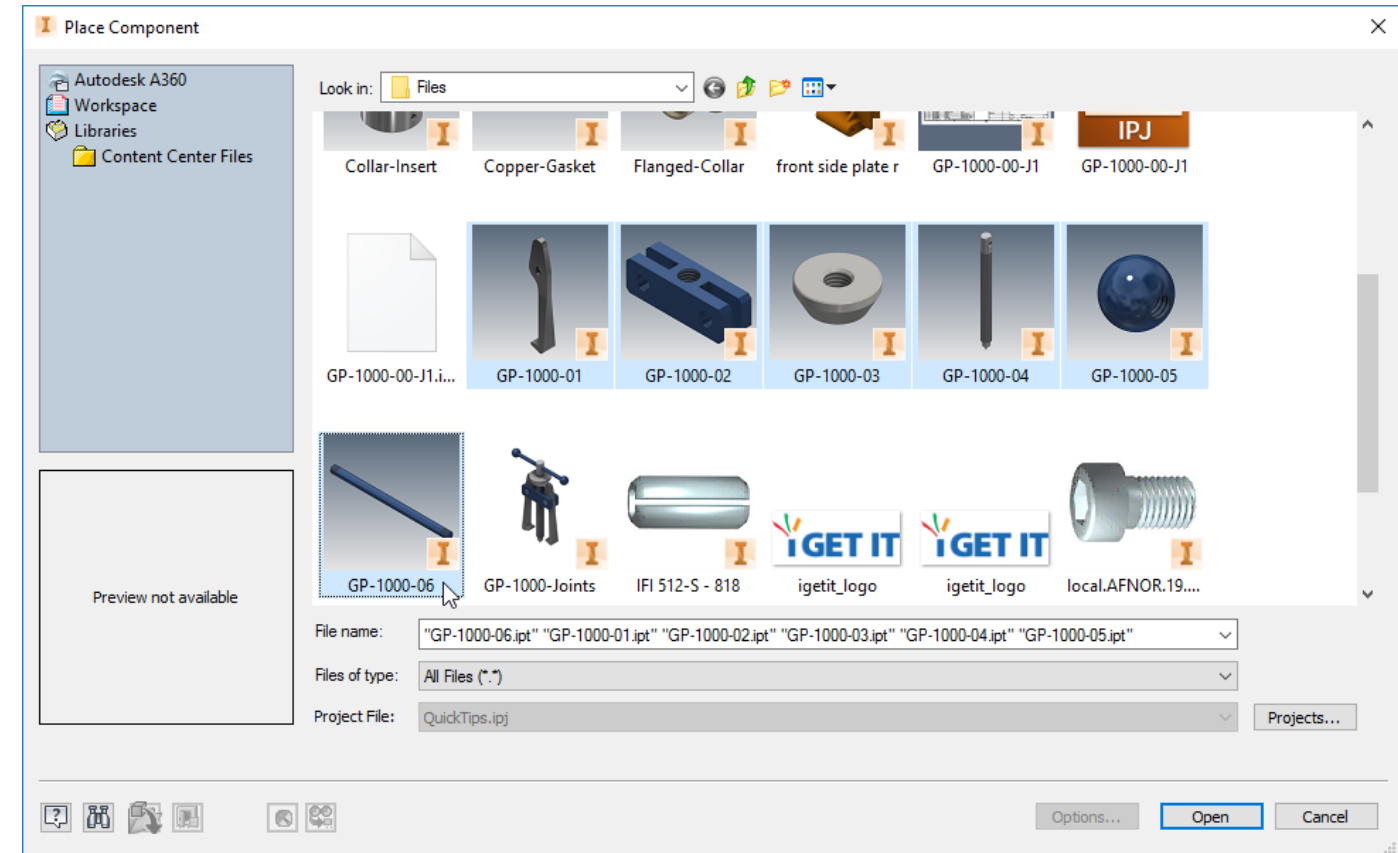 Place Component
Autodesk A360
Workspace
Libraries
Content Center Files
Look in: Files
IPJ
Collar-Insert Copper-Gasket Flanged-Collar front side plate r GP-1000-00-J1 GP-1000-00-J1
GP-1000-00-J1.i... GP-1000-01 GP-1000-02 GP-1000-03 GP-1000-04 GP-1000-05
iGET IT iGET IT
GP-1000-06 GP-1000-Joints IFI 512-S - 818 igetit_logo igetit_logo local.AFNOR.19....
Preview not available
File name: "GP-1000-06.ipt" "GP-1000-01.ipt" "GP-1000-02.ipt" "GP-1000-03.ipt" "GP-1000-04.ipt" "GP-1000-05.ipt"
Files of type: All Files (*.*)
Project File: QuickTips.ipj Projects...
Options... Open Cancel